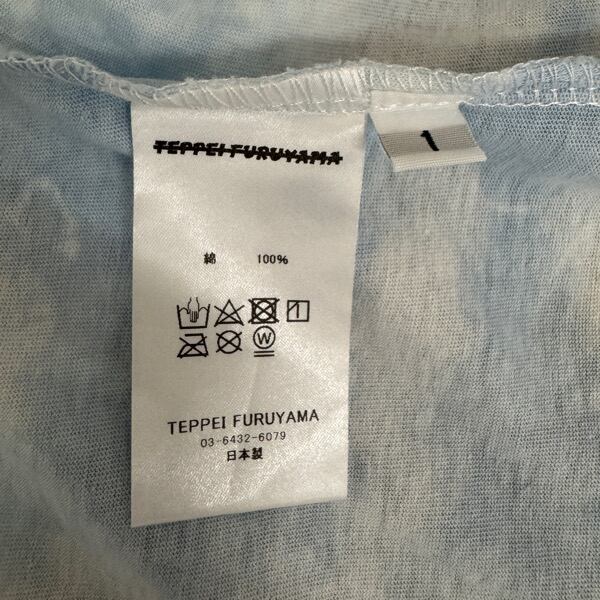 TEPPEI FURUYAMA
1
綿 100%
W
TEPPEI FURUYAMA
03-6432-6079
日本製